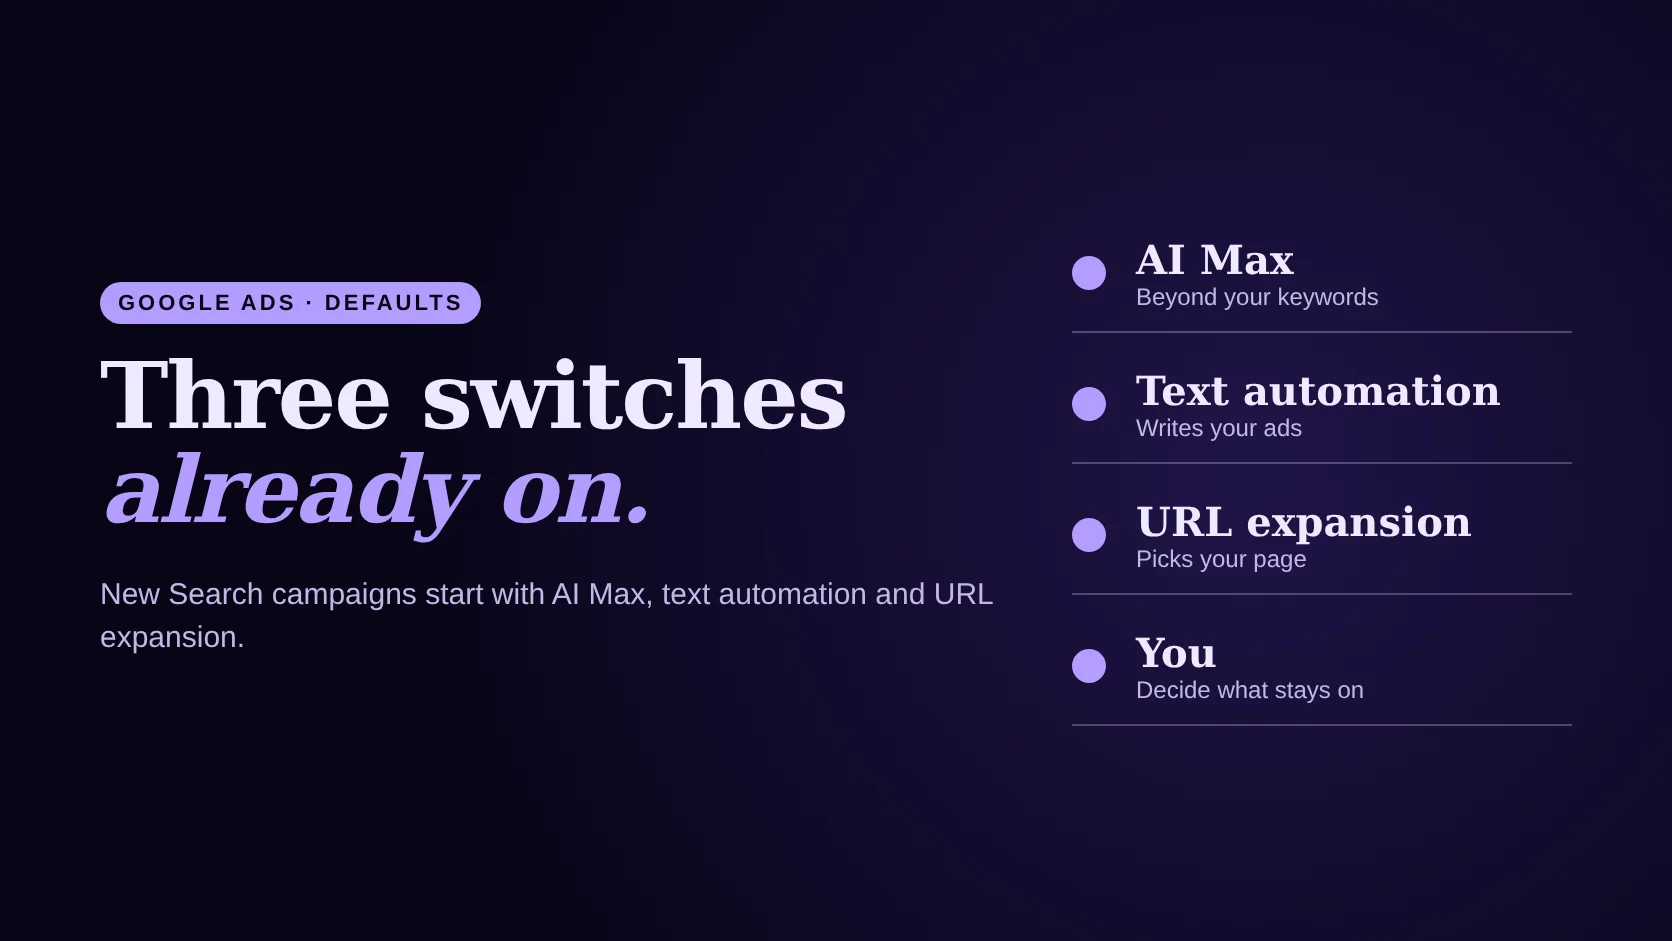 GOOGLE ADS · DEFAULTS
Three switches
already on.
New Search campaigns start with AI Max, text automation and URL
expansion.
AI Max
Beyond your keywords
Text automation
Writes your ads
URL expansion
Picks your page
You
Decide what stays on